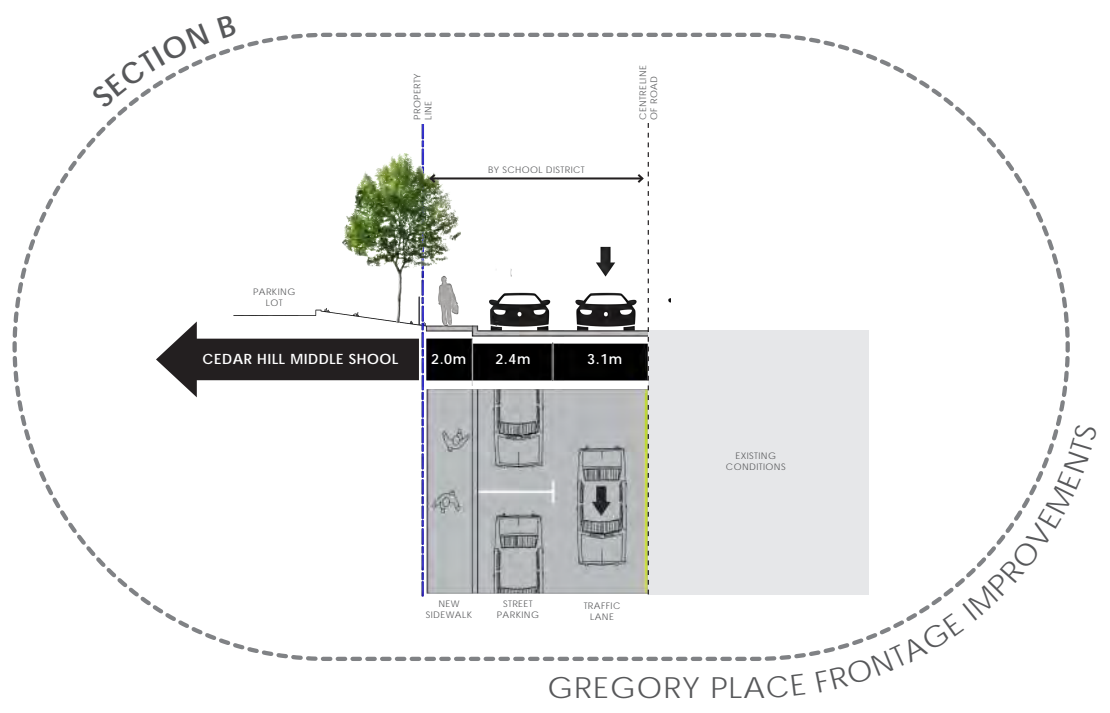 SECTION B
PROPERTY
LINE
CENTRELINE
OF ROAD
BY SCHOOL DISTRICT
PARKING
LOT
CEDAR HILL MIDDLE SHOOL
2.0m
2.4m
3.1m
EXISTING
CONDITIONS
NEW
SIDEWALK
STREET
PARKING
TRAFFIC
LANE
GREGORY PLACE FRONTAGE IMPROVEMENTS